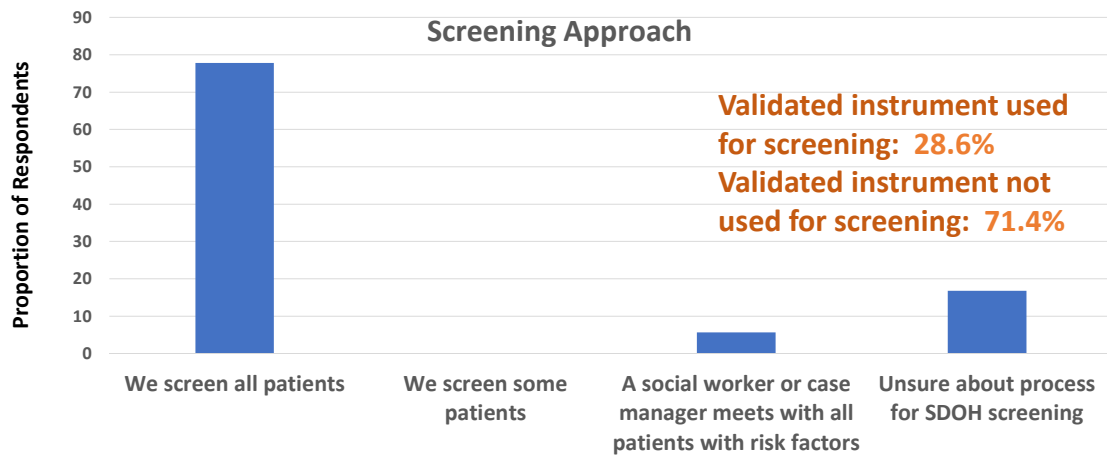 Screening Approach
Proportion of Respondents
90
80
70
60
50
40
30
20
10
0
Validated instrument used
for screening: 28.6%
Validated instrument not
used for screening: 71.4%
We screen all patients
We screen some
patients
A social worker or case
manager meets with all
patients with risk factors
Unsure about process
for SDOH screening